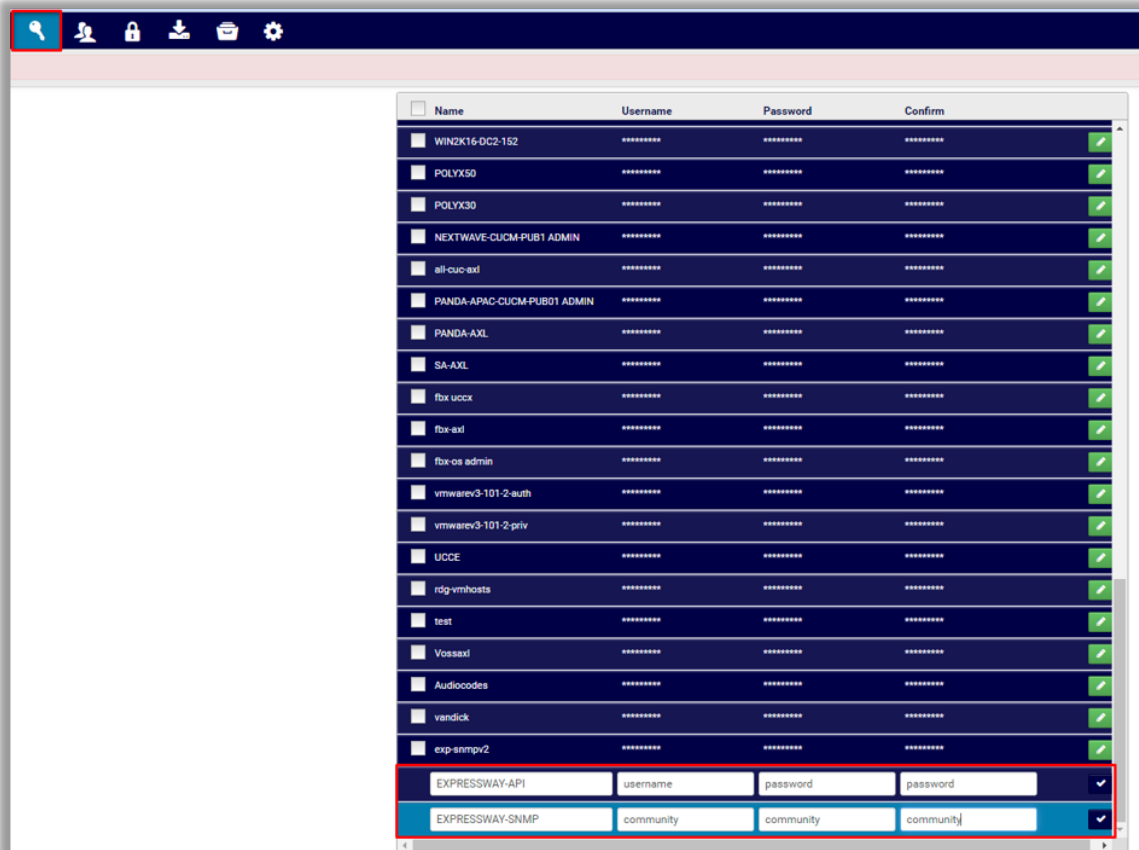 Name Username Password Confirm
WIN2K16-DC2-152 ********* ********* *********
POLYX50 ********* ********* *********
POLYX30 ********* ********* *********
NEXTWAVE-CUCM-PUB1 ADMIN ********* ********* *********
all-cuc-axl ********* ********* *********
PANDA-APAC-CUCM-PUB01 ADMIN ********* ********* *********
PANDA-AXL ********* ********* *********
SA-AXL ********* ********* *********
fbx uccx ********* ********* *********
fbx-axl ********* ********* *********
fbx-os admin ********* ********* *********
vmwarev3-101-2-auth ********* ********* *********
vmwarev3-101-2-priv ********* ********* *********
UCCE ********* ********* *********
rdg-vmhosts ********* ********* *********
test ********* ********* *********
Vossaxl ********* ********* *********
Audiocodes ********* ********* *********
vandick ********* ********* *********
exp-snmpv2 ********* ********* *********
EXPRESSWAY-API username password password
EXPRESSWAY-SNMP community community community